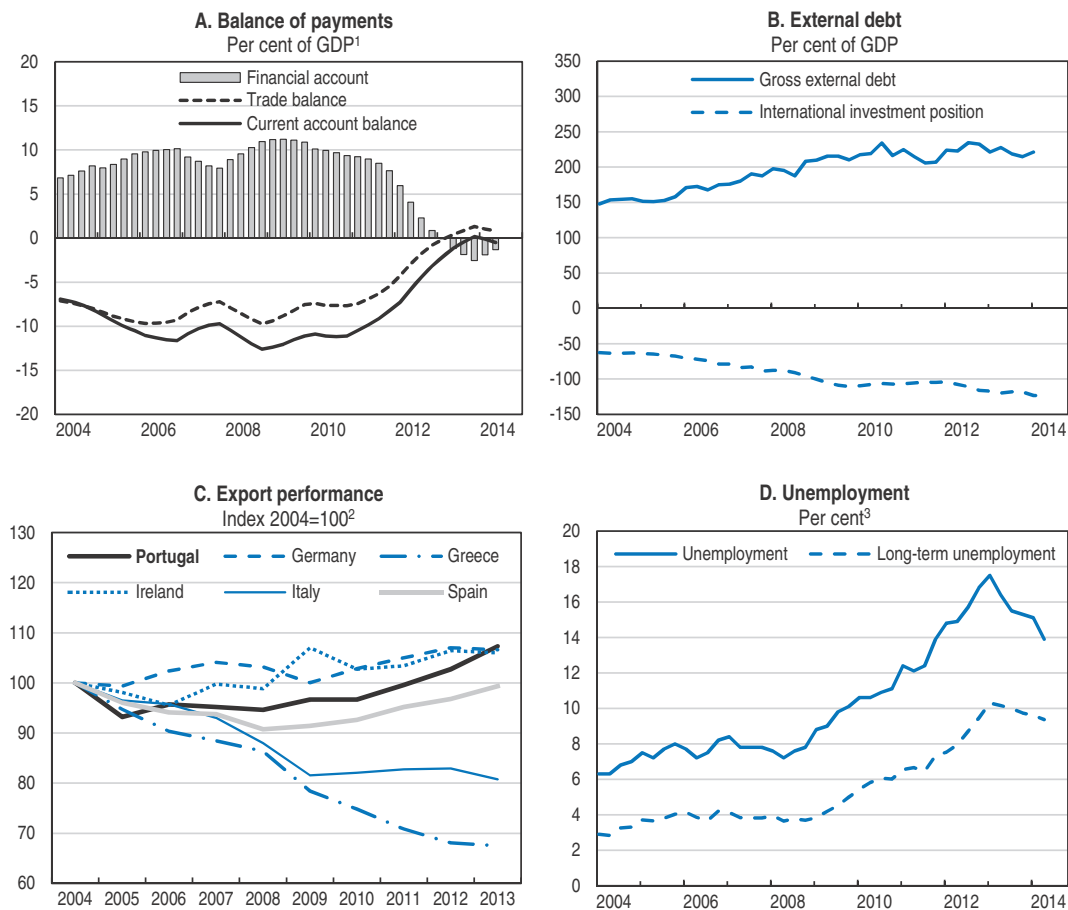 A. Balance of payments
Per cent of GDP¹
Financial account
Trade balance
Current account balance
20
15
10
5
0
-5
-10
-15
-20
2004 2006 2008 2010 2012 2014
B. External debt
Per cent of GDP
Gross external debt
International investment position
350
300
250
200
150
100
50
0
-50
-100
-150
2004 2006 2008 2010 2012 2014
C. Export performance
Index 2004=100²
Portugal Germany Greece
Ireland Italy Spain
130
120
110
100
90
80
70
60
2004 2005 2006 2007 2008 2009 2010 2011 2012 2013
D. Unemployment
Per cent³
Unemployment Long-term unemployment
20
18
16
14
12
10
8
6
4
2
0
2004 2006 2008 2010 2012 2014